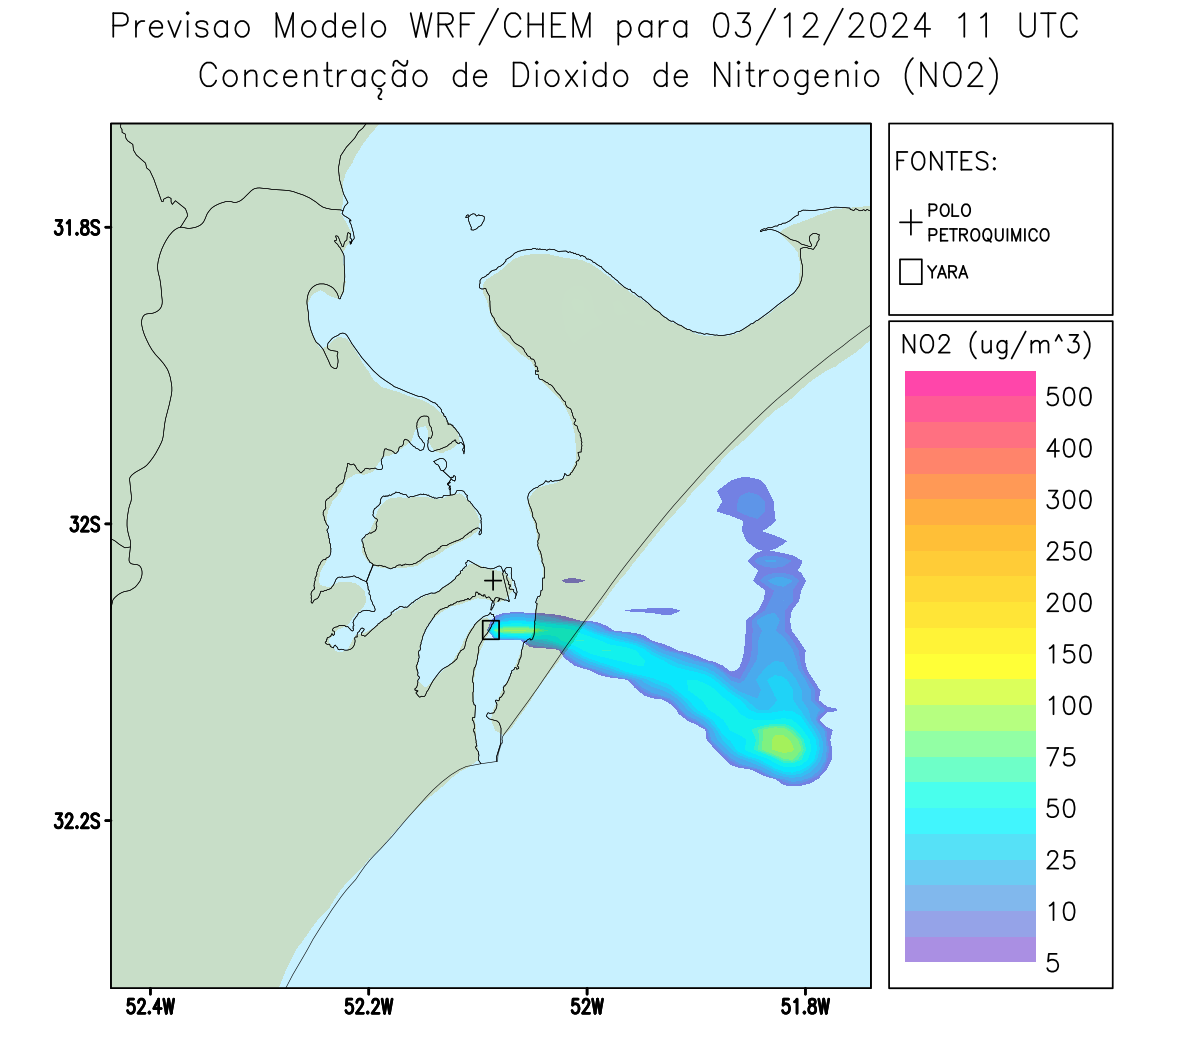 Previsao Modelo WRF/CHEM para 03/12/2024 11 UTC
Concentração de Dioxido de Nitrogenio (NO2)
FONTES:
POLO
PETROQUIMICO
YARA
31.8S
32S
32.2S
52.4W
52.2W
52W
51.8W
NO2 (ug/m^3)
500
400
300
250
200
150
100
75
50
25
10
5